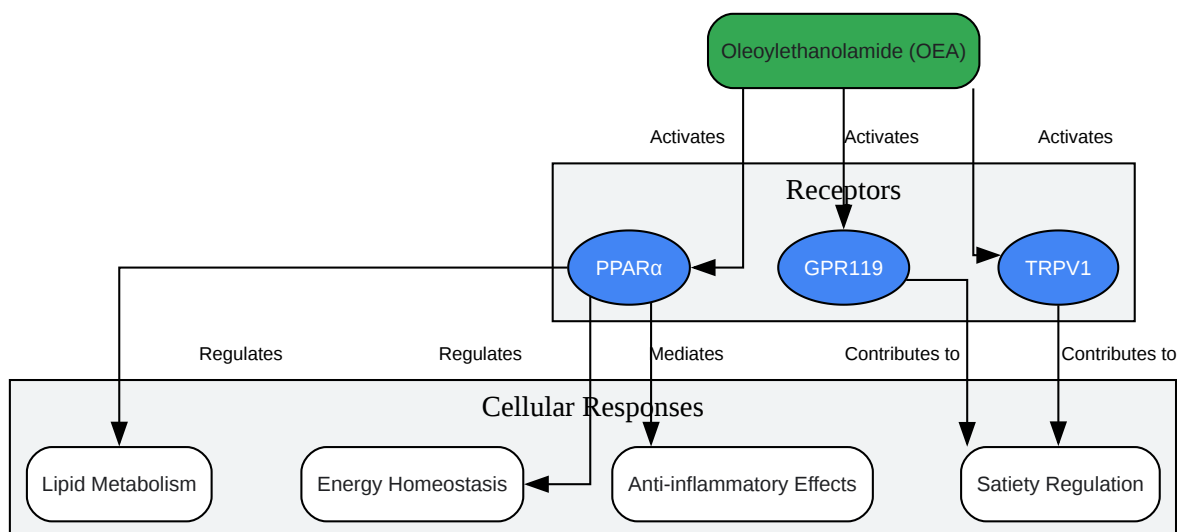 Oleoylethanolamide (OEA)
Activates
Activates
Activates
Receptors
PPARα
GPR119
TRPV1
Regulates
Regulates
Mediates
Contributes to
Contributes to
Cellular Responses
Lipid Metabolism
Energy Homeostasis
Anti-inflammatory Effects
Satiety Regulation